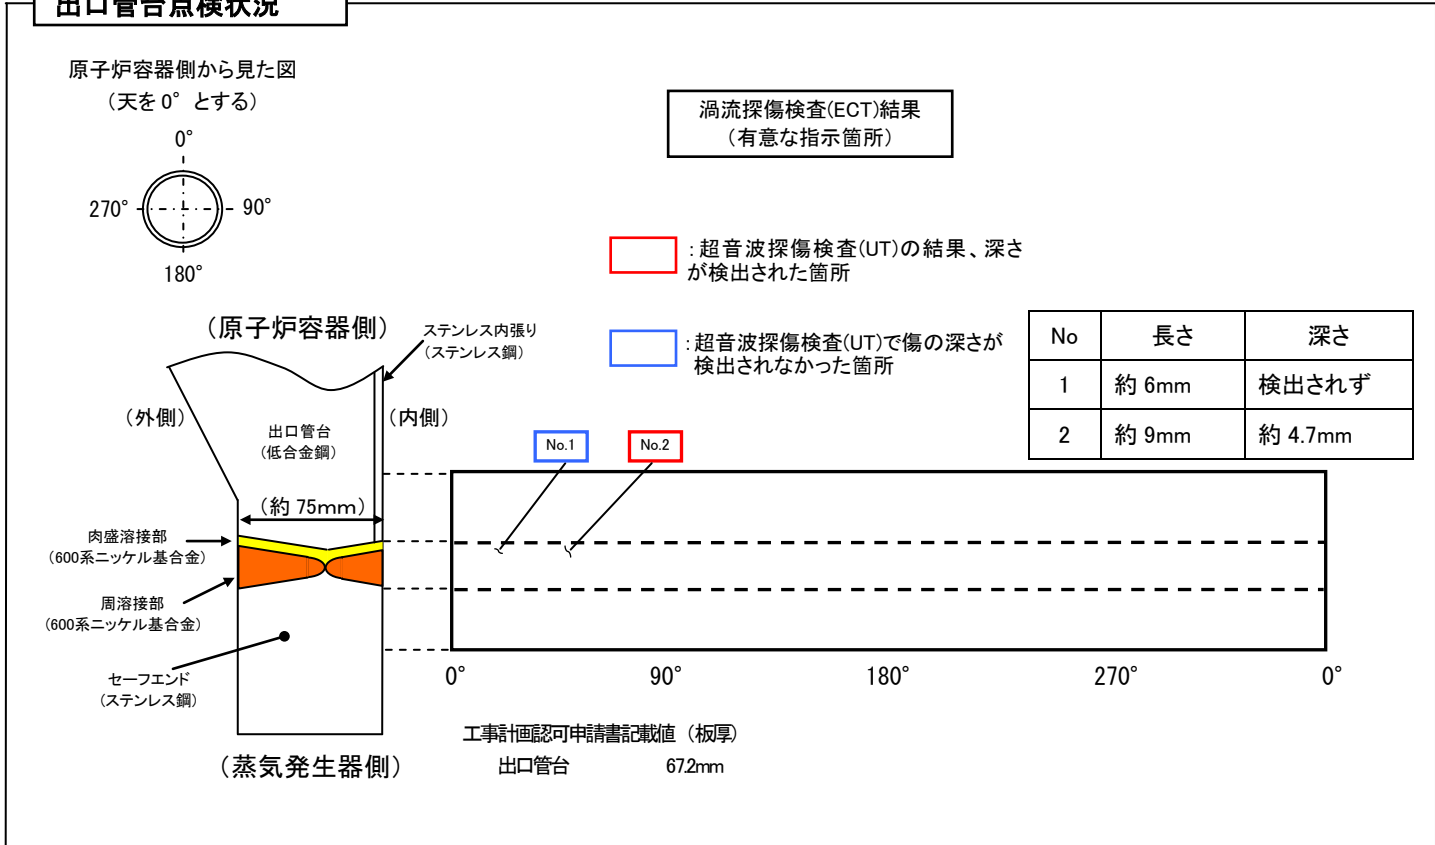 出口管台点検状況
原子炉容器側から見た図
（天を0°とする）
0°
270°
90°
180°
渦流探傷検査(ECT)結果
（有意な指示箇所）
：超音波探傷検査(UT)の結果、深さ
が検出された箇所
：超音波探傷検査(UT)で傷の深さが
検出されなかった箇所
No 長さ 深さ
1 約6mm 検出されず
2 約9mm 約4.7mm
（原子炉容器側）
ステンレス内張り
（ステンレス鋼）
（外側）
（内側）
出口管台
（低合金鋼）
（約75mm）
肉盛溶接部
（600系ニッケル基合金）
周溶接部
（600系ニッケル基合金）
セーフエンド
（ステンレス鋼）
（蒸気発生器側）
No.1
No.2
0° 90° 180° 270° 0°
工事計画認可申請書記載値（板厚）
出口管台 67.2mm